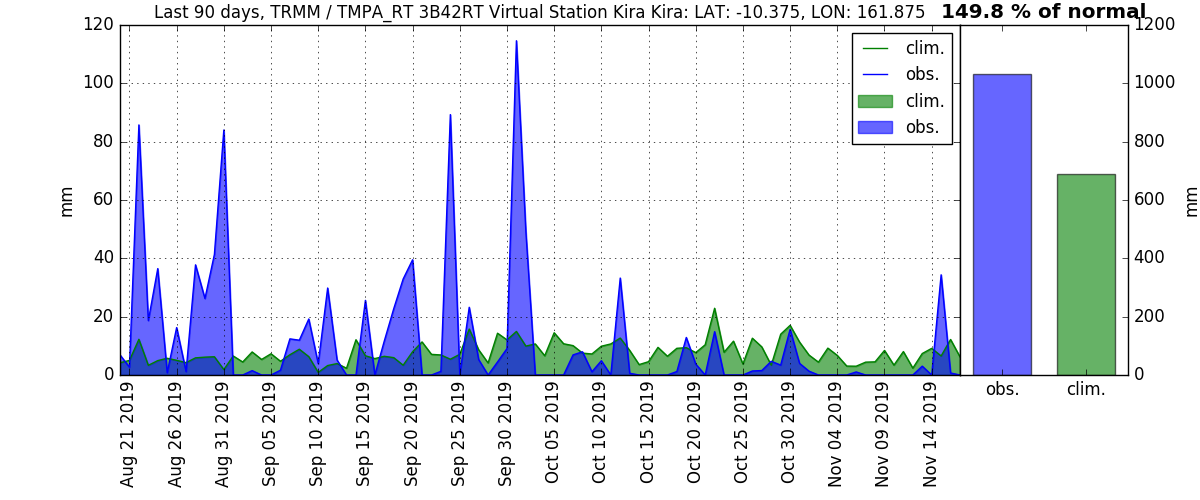 Last 90 days, TRMM / TMPA_RT 3B42RT Virtual Station Kira Kira: LAT: -10.375, LON: 161.875
149.8 % of normal
120
100
80
60
40
20
0
mm
clim.
obs.
clim.
obs.
1200
1000
800
600
400
200
0
mm
Aug 21 2019
Aug 26 2019
Aug 31 2019
Sep 05 2019
Sep 10 2019
Sep 15 2019
Sep 20 2019
Sep 25 2019
Sep 30 2019
Oct 05 2019
Oct 10 2019
Oct 15 2019
Oct 20 2019
Oct 25 2019
Oct 30 2019
Nov 04 2019
Nov 09 2019
Nov 14 2019
obs.
clim.